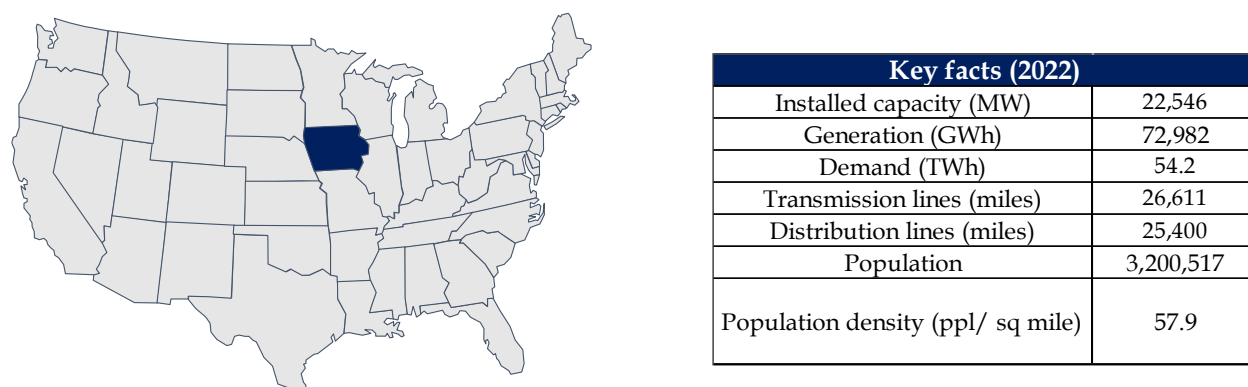 Key facts (2022)
Installed capacity (MW) 22,546
Generation (GWh) 72,982
Demand (TWh) 54.2
Transmission lines (miles) 26,611
Distribution lines (miles) 25,400
Population 3,200,517
Population density (ppl/ sq mile) 57.9